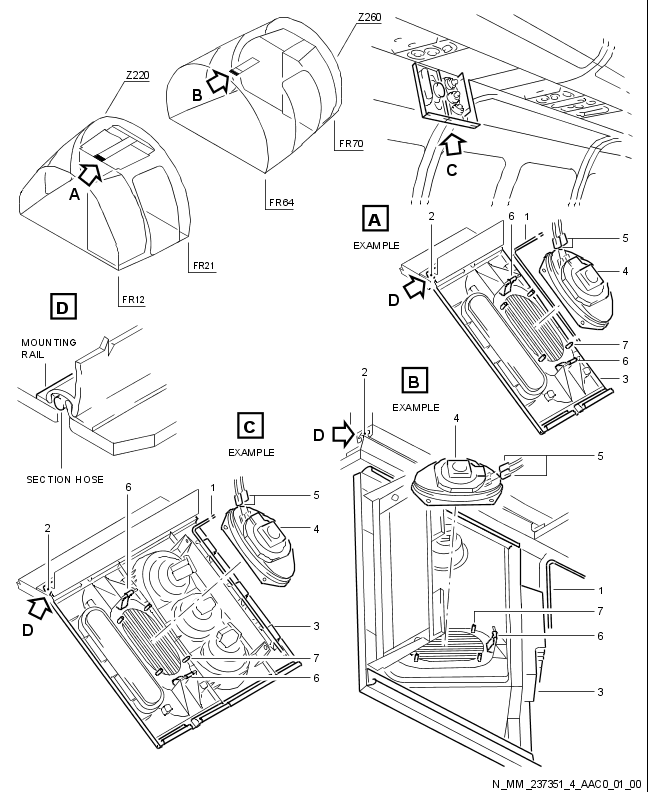 Z260
Z220
B
A
FR70
FR64
FR21
FR12
C
A
EXAMPLE
2
6
1
5
4
D
7
6
3
D
MOUNTING
RAIL
SECTION HOSE
B
EXAMPLE
2
4
D
5
1
7
6
3
C
EXAMPLE
6
1
5
2
4
D
3
7
6
N_MM_237351_4_AAC0_01_00